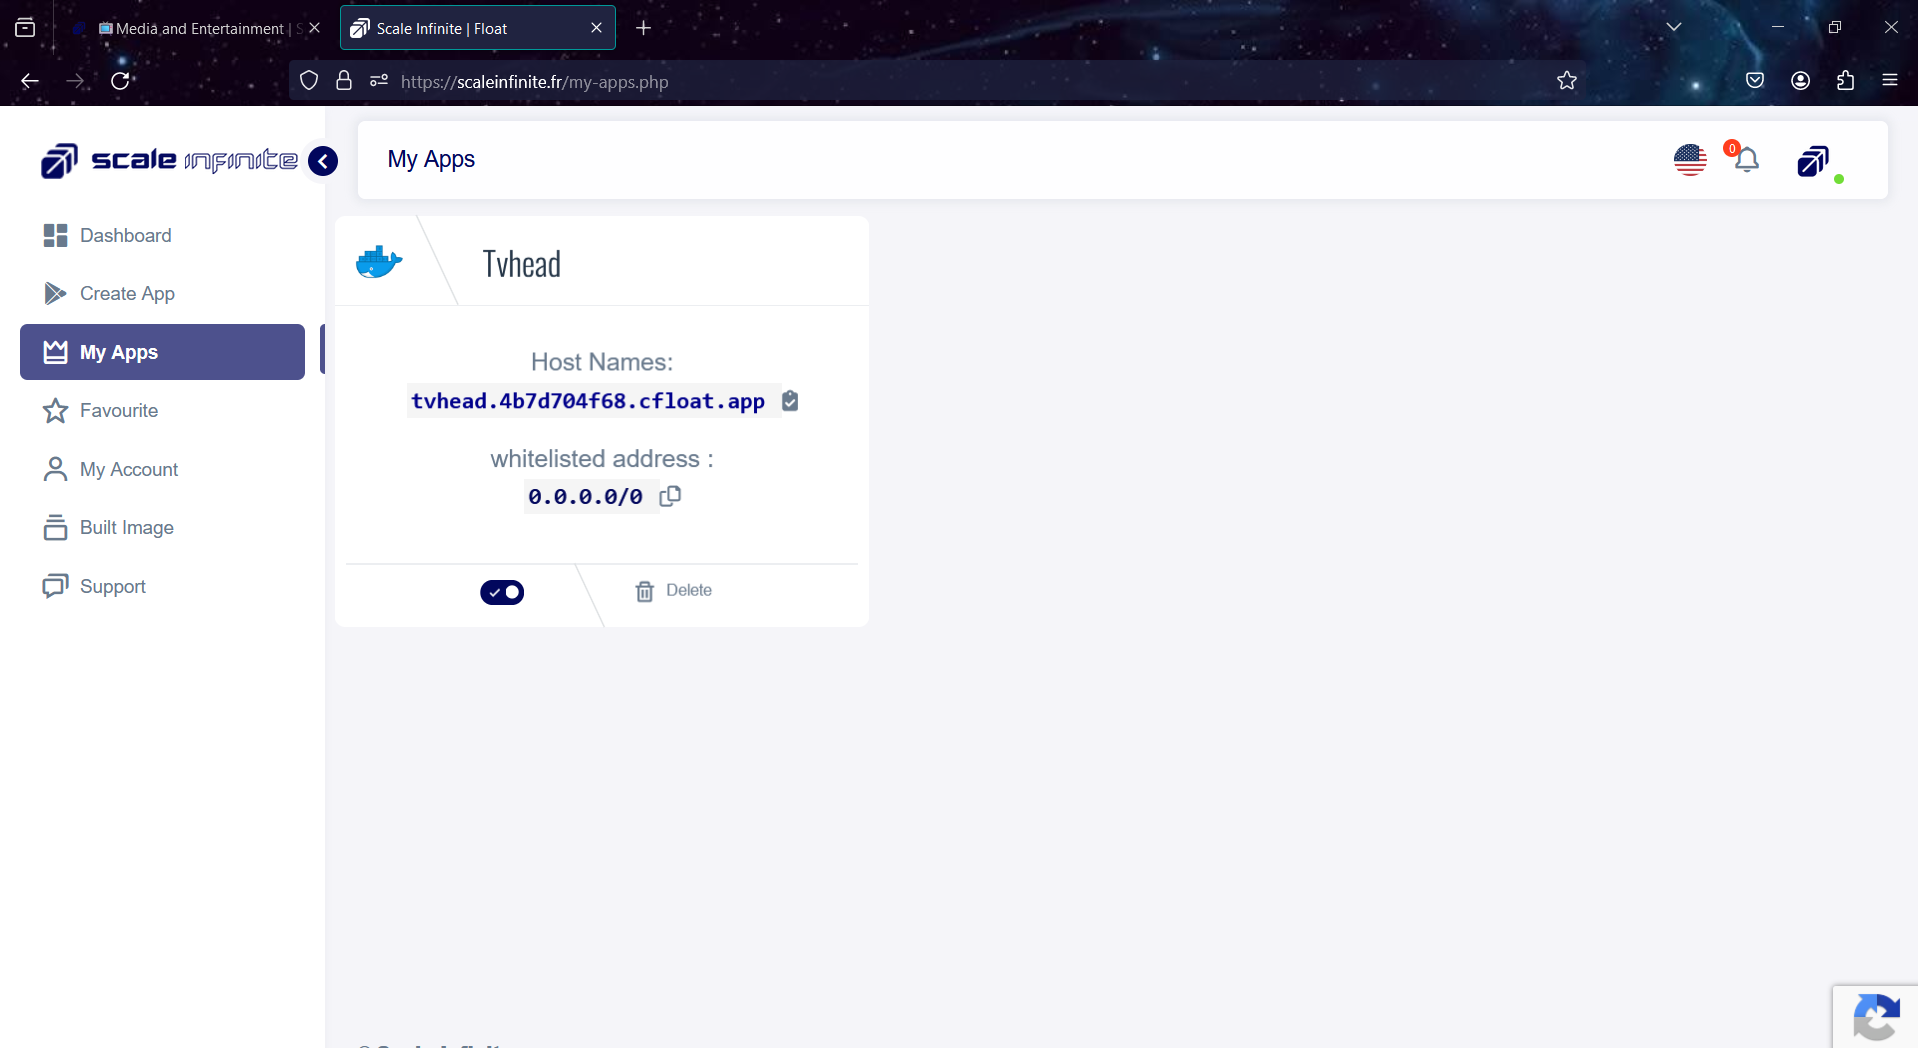 Media and Entertainment | S
Scale Infinite | Float
https://scaleinfinite.fr/my-apps.php
scale infinite
My Apps
0
Dashboard
Create App
My Apps
Favourite
My Account
Built Image
Support
Tvhead
Host Names:
tvhead.4b7d704f68.cfloat.app
whitelisted address :
0.0.0.0/0
Delete